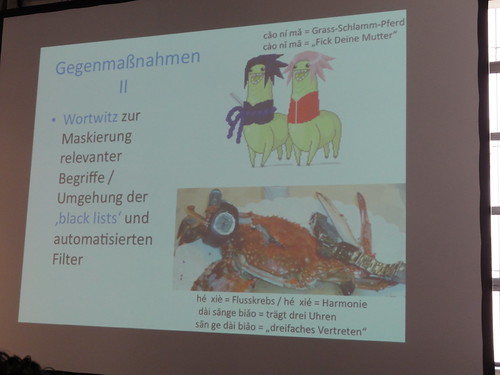 Gegenmaßnahmen
II
• Wortwitz zur
Maskierung
relevanter
Begriffe /
Umgehung der
‚black lists‘ und
automatisierten
Filter
cǎo nǐ mǎ = Grass-Schlamm-Pferd
cào nǐ mā = „Fick Deine Mutter“
hé xiè = Flusskrebs / hé xié = Harmonie
dài sānge biǎo = trägt drei Uhren
sān ge dài biǎo = „dreifaches Vertreten“